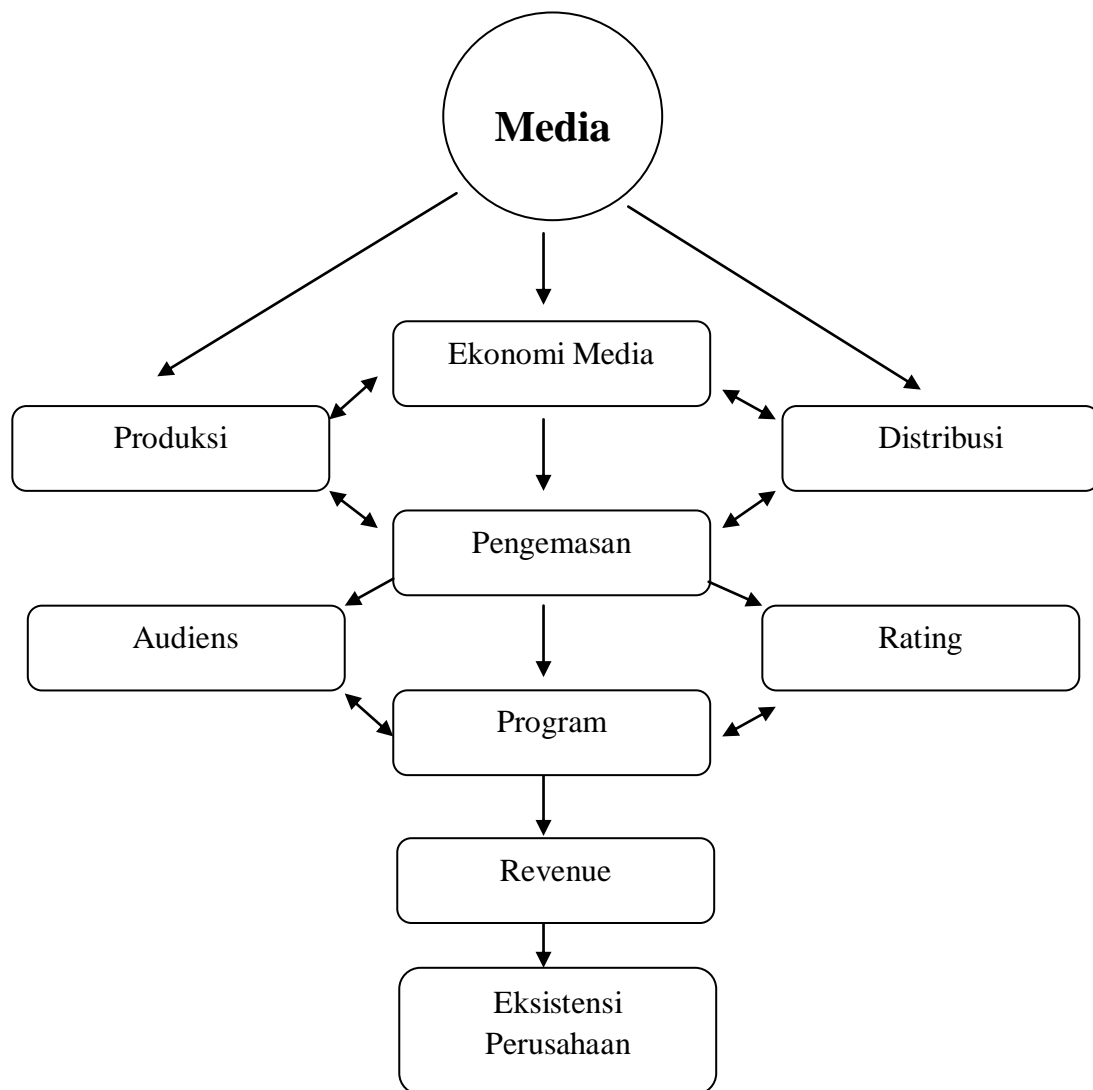 Media
Ekonomi Media
Produksi
Distribusi
Pengemasan
Audiens
Rating
Program
Revenue
Eksistensi
Perusahaan